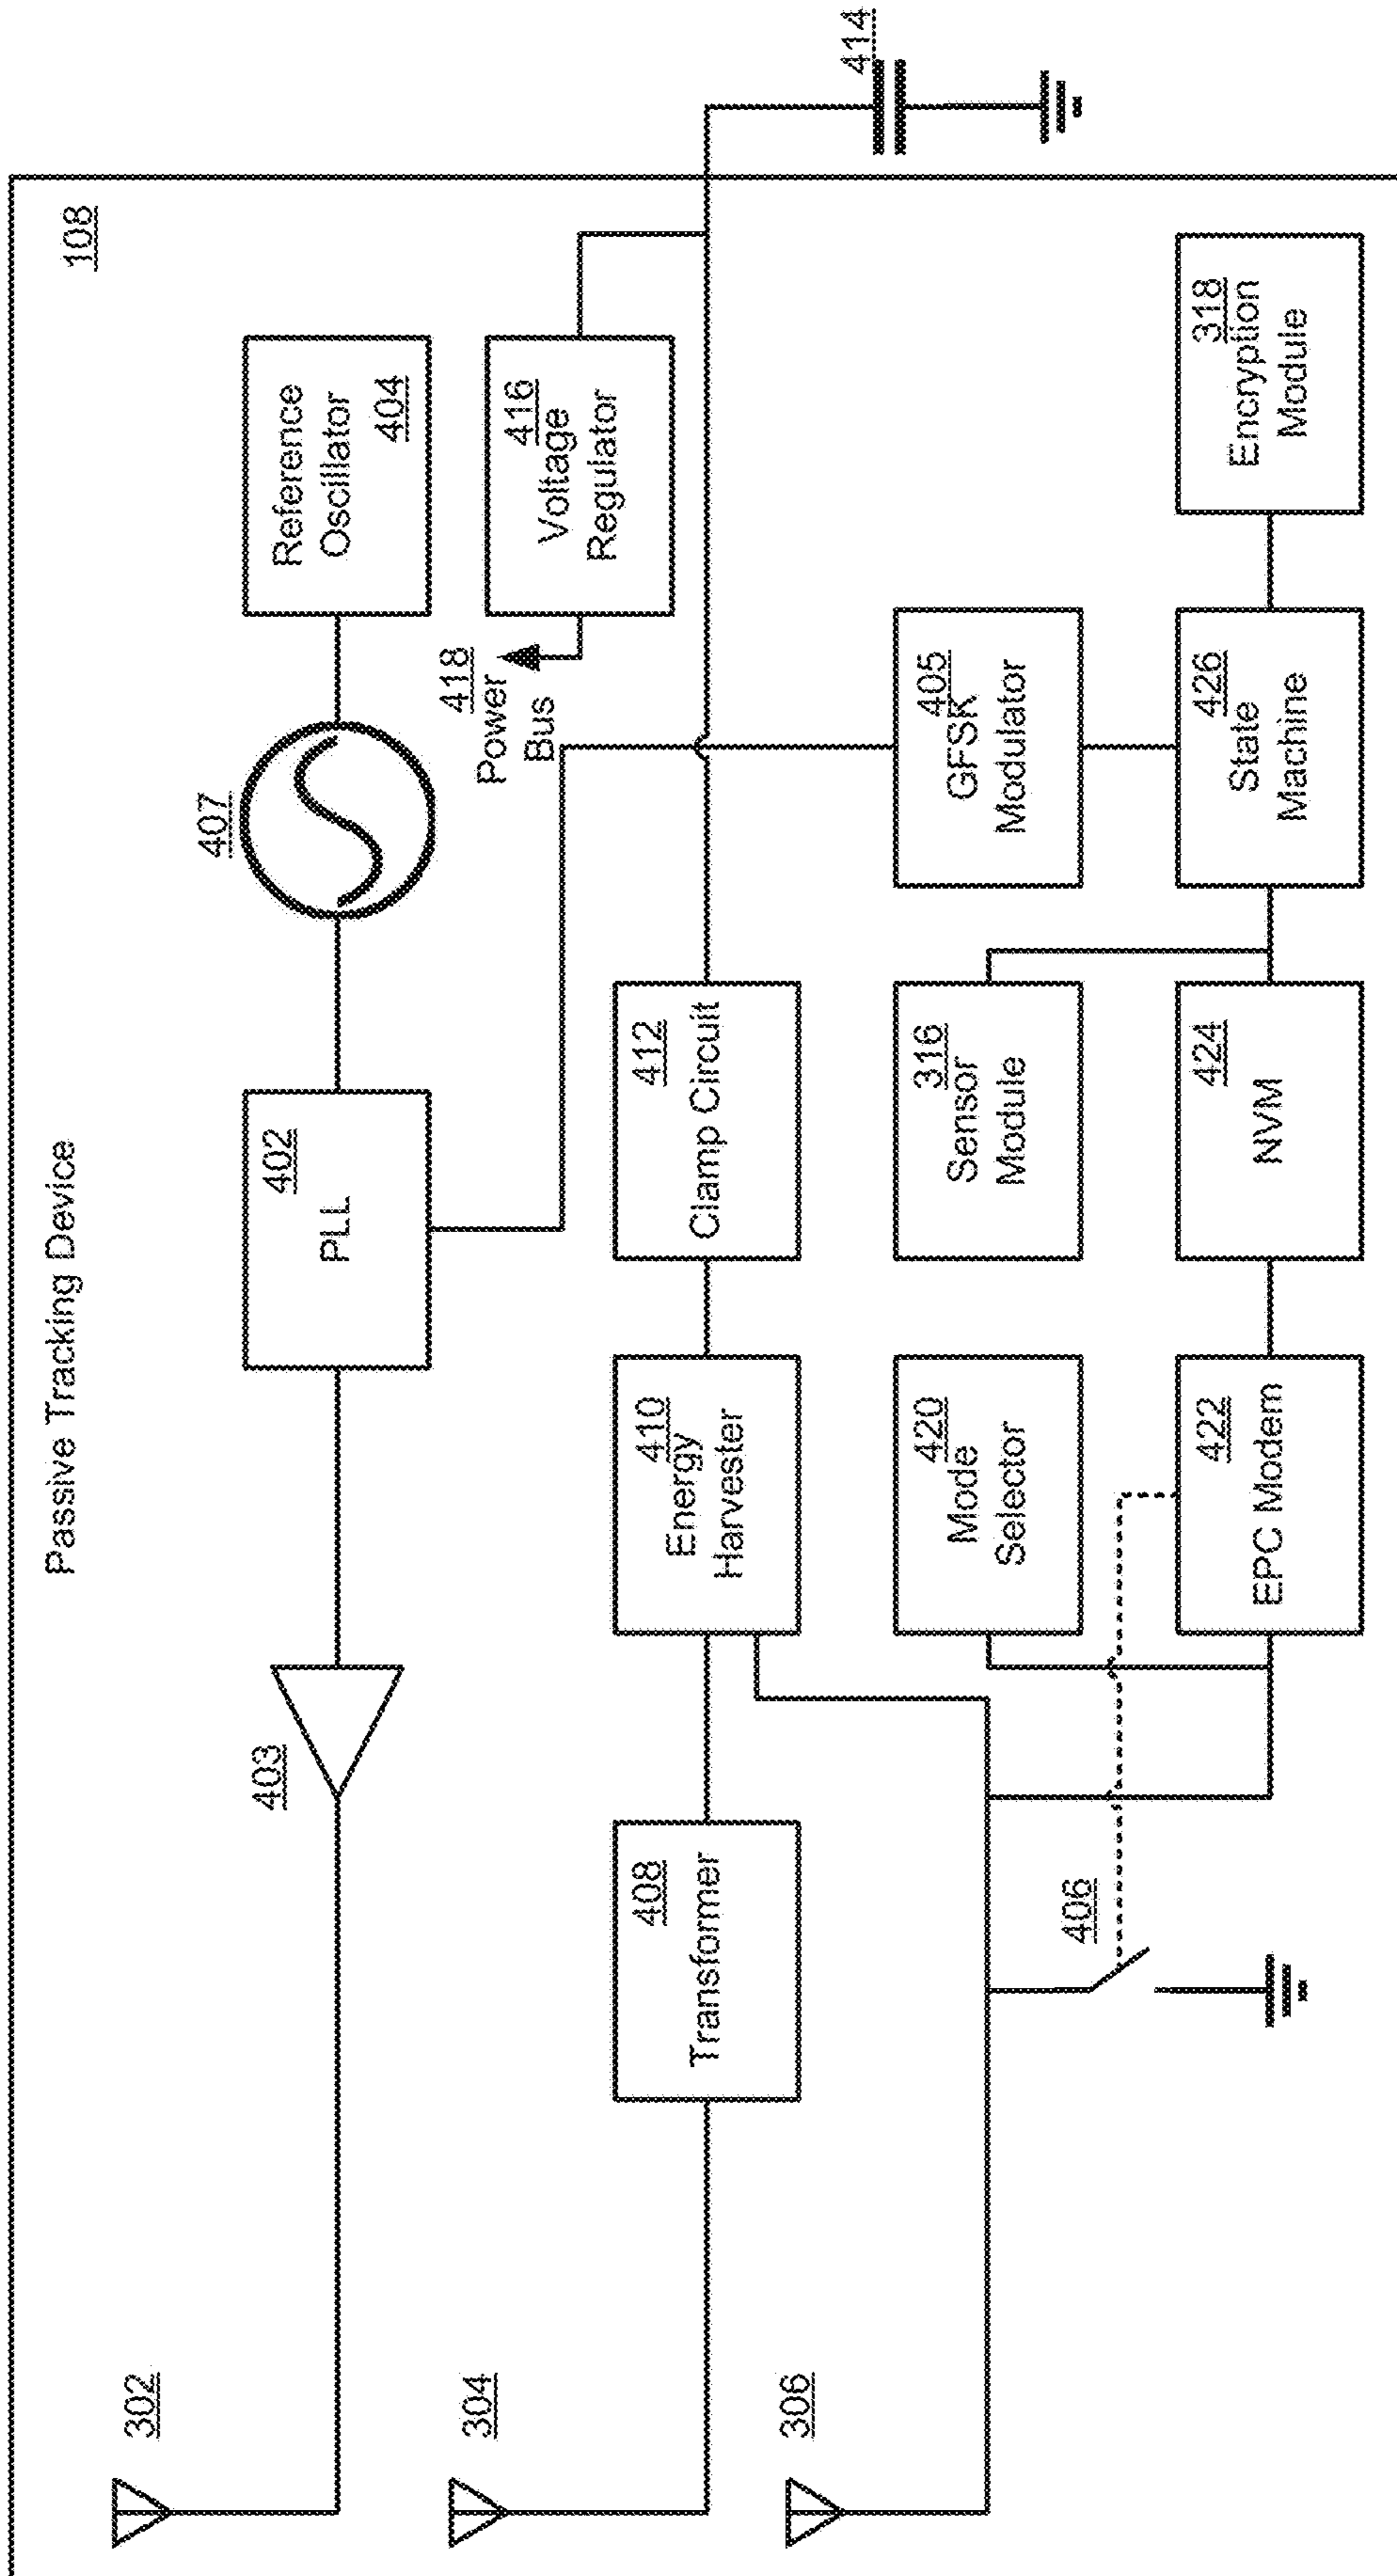 Passive Tracking Device
108
302
403
402
PLL
407
Reference
Oscillator
404
304
408
Transformer
410
Energy
Harvester
412
Clamp Circuit
418
Power
Bus
416
Voltage
Regulator
414
306
406
420
Mode
Selector
316
Sensor
Module
405
GFSK
Modulator
422
EPC Modem
424
NVM
426
State
Machine
318
Encryption
Module